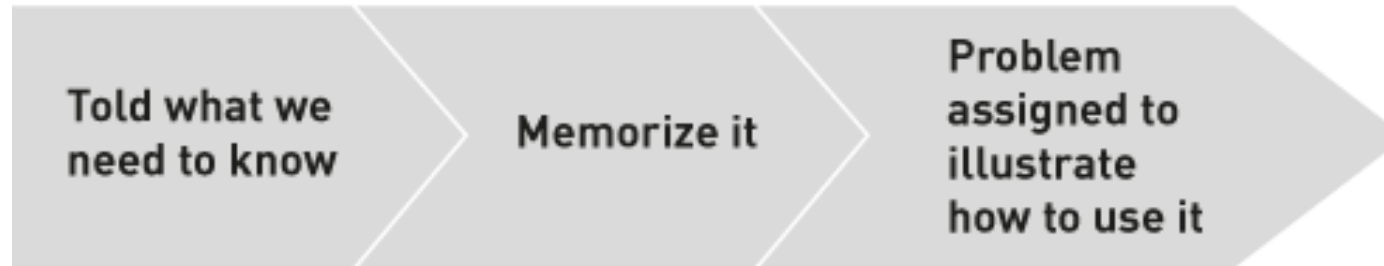 Told what we
need to know
Memorize it
Problem
assigned to
illustrate
how to use it